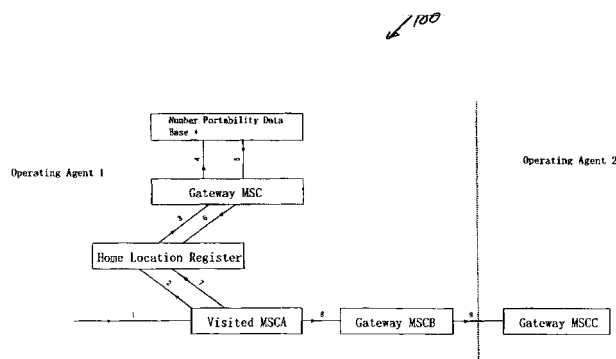 100
Number Portability Data
Base +
4
5
Operating Agent 1
Operating Agent 2
Gateway MSC
3
6
Home Location Register
2
7
1
Visited MSCA
8
Gateway MSCB
9
Gateway MSCC